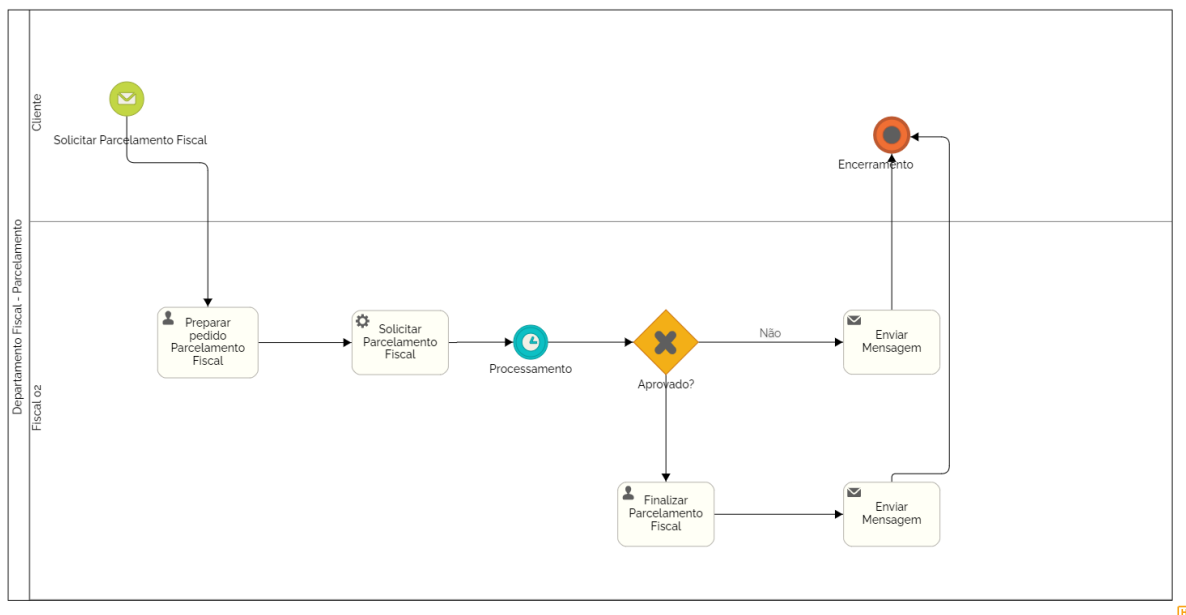 Departamento Fiscal - Parcelamento
Cliente
Solicitar Parcelamento Fiscal
Encerramento
Fiscal 02
Preparar
pedido
Parcelamento
Fiscal
Solicitar
Parcelamento
Fiscal
Processamento
Aprovado?
Não
Enviar
Mensagem
Finalizar
Parcelamento
Fiscal
Enviar
Mensagem